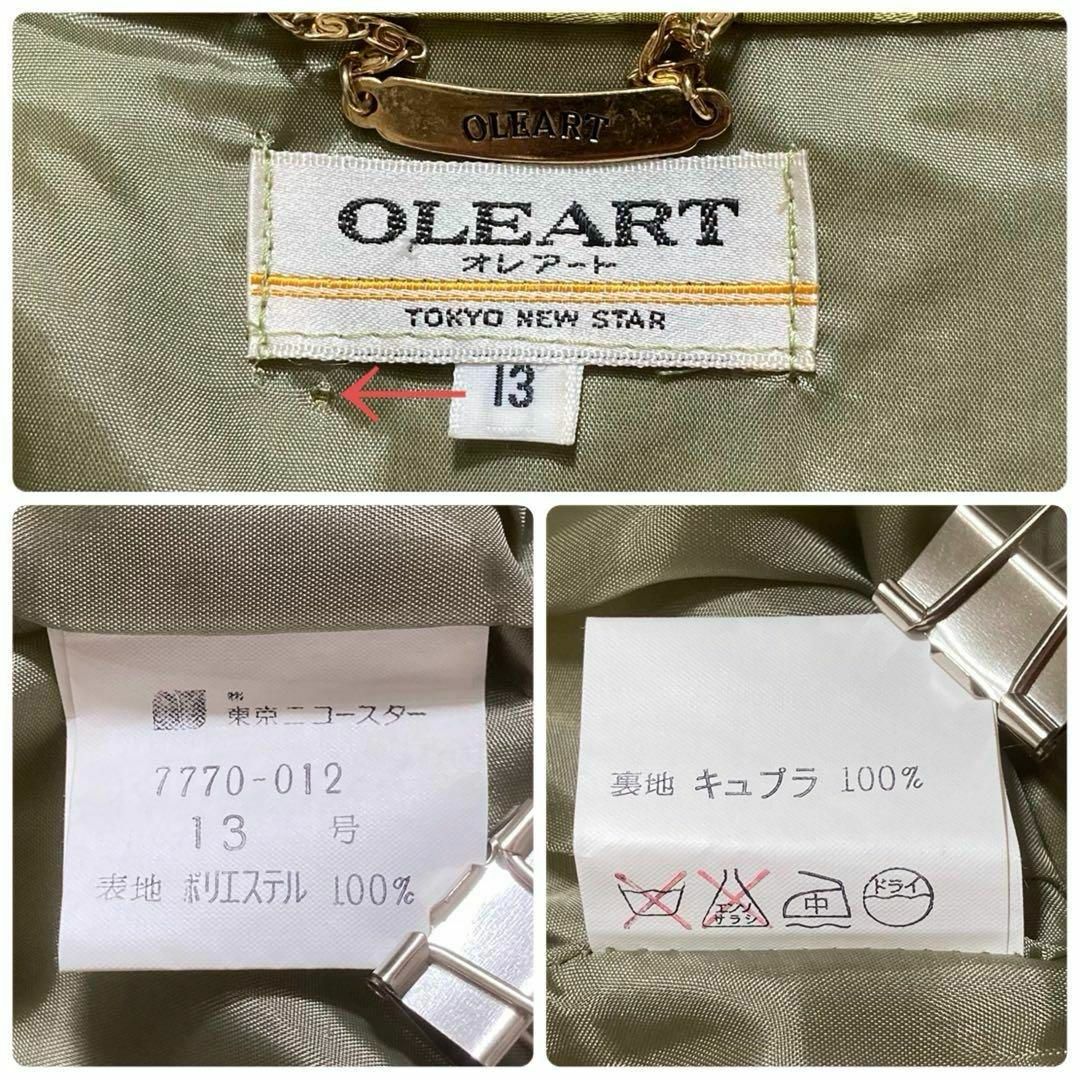 OLEART
OLEART
オレアート
TOKYO NEW STAR
13
㈱
東京ニュースター
7770-012
13 号
表地 ポリエステル 100%
裏地 キュプラ 100%
エンソ
サラシ
中
ドライ